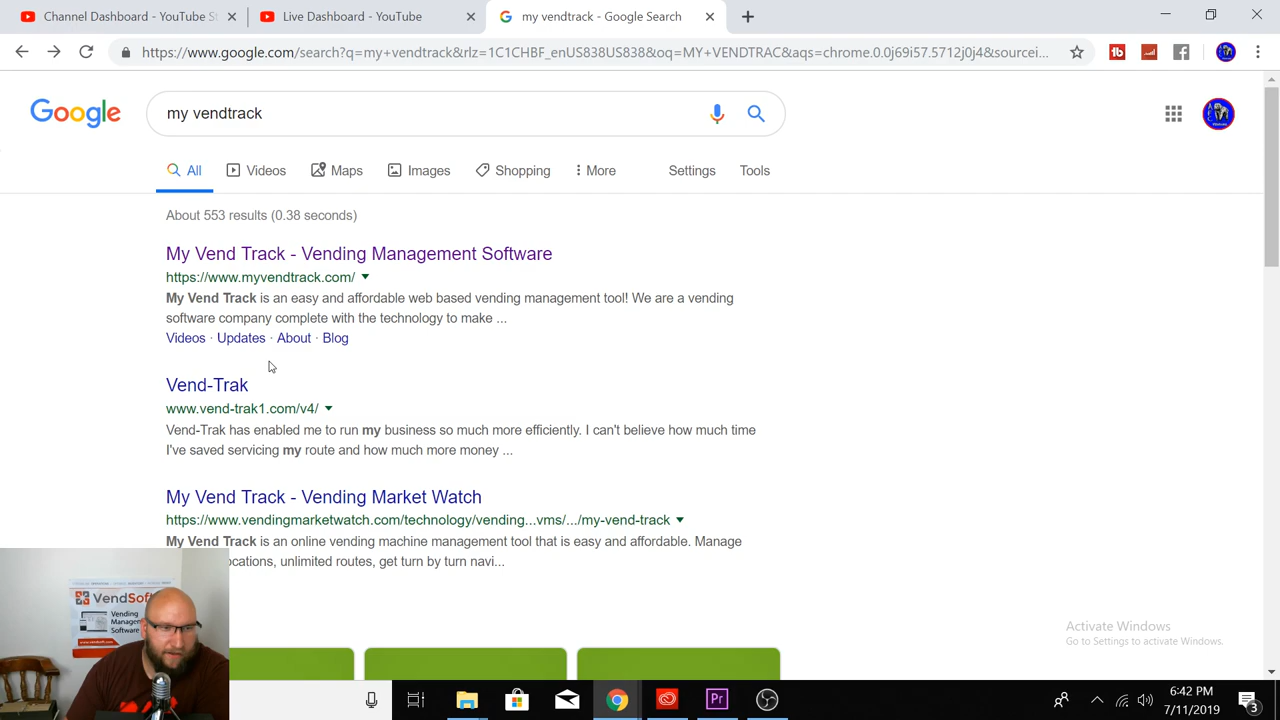 Channel Dashboard - YouTube St
Live Dashboard - YouTube
my vendtrack - Google Search
https://www.google.com/search?q=my+vendtrack&rlz=1C1CHBF_enUS838US838&oq=MY+VENDTRAC&aqs=chrome.0.0j69i57.5712j0j4&sourcei...
Google
my vendtrack
All Videos Maps Images Shopping More Settings Tools
About 553 results (0.38 seconds)
My Vend Track - Vending Management Software
https://www.myvendtrack.com/
My Vend Track is an easy and affordable web based vending management tool! We are a vending
software company complete with the technology to make ...
Videos · Updates · About · Blog
Vend-Trak
www.vend-trak1.com/v4/
Vend-Trak has enabled me to run my business so much more efficiently. I can't believe how much time
I've saved servicing my route and how much more money ...
My Vend Track - Vending Market Watch
https://www.vendingmarketwatch.com/technology/vending...vms/.../my-vend-track
My Vend Track is an online vending machine management tool that is easy and affordable. Manage
ocations, unlimited routes, get turn by turn navi...
VendSoft
Vending
Managem
Software
Activate Windows
Go to Settings to activate Windows.
Pr
6:42 PM
7/11/2019
3